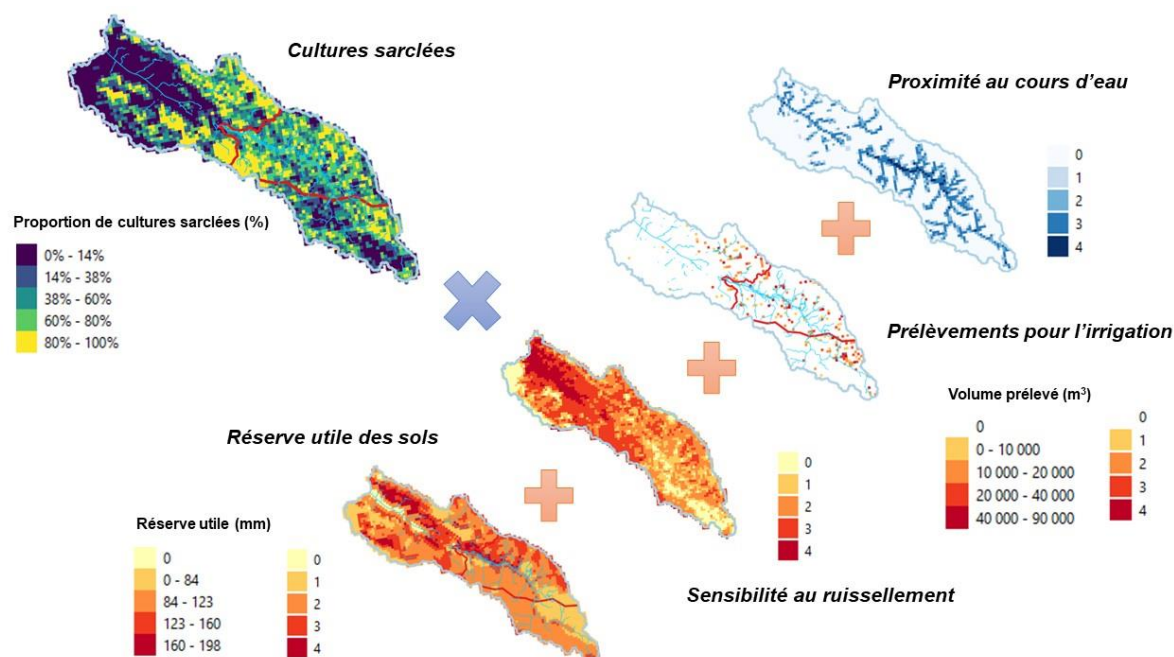 Cultures sarclées
Proportion de cultures sarclées (%)
0% - 14%
14% - 38%
38% - 60%
60% - 80%
80% - 100%
Proximité au cours d'eau
0
1
2
3
4
Prélèvements pour l'irrigation
Volume prélevé (m³)
0
0 - 10 000
10 000 - 20 000
20 000 - 40 000
40 000 - 90 000
0
1
2
3
4
Réserve utile des sols
Réserve utile (mm)
0
0 - 84
84 - 123
123 - 160
160 - 198
0
1
2
3
4
0
1
2
3
4
Sensibilité au ruissellement